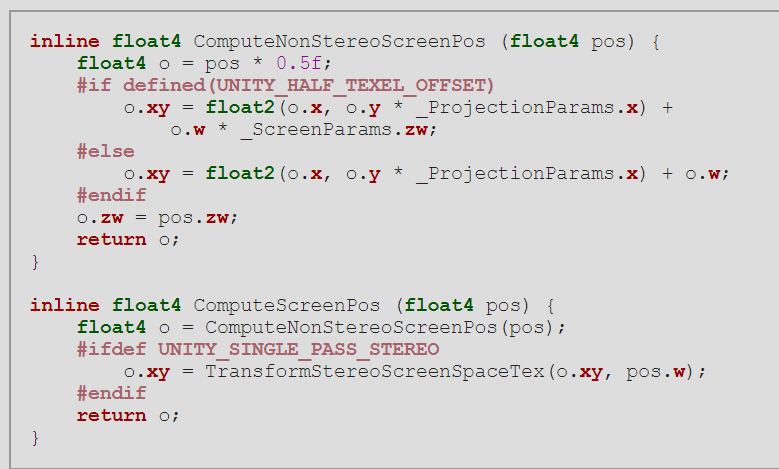 inline float4 ComputeNonStereoScreenPos (float4 pos) {
    float4 o = pos * 0.5f;
    #if defined(UNITY_HALF_TEXEL_OFFSET)
        o.xy = float2(o.x, o.y * _ProjectionParams.x) +
            o.w * _ScreenParams.zw;
    #else
        o.xy = float2(o.x, o.y * _ProjectionParams.x) + o.w;
    #endif
    o.zw = pos.zw;
    return o;
}

inline float4 ComputeScreenPos (float4 pos) {
    float4 o = ComputeNonStereoScreenPos(pos);
    #ifdef UNITY_SINGLE_PASS_STEREO
        o.xy = TransformStereoScreenSpaceTex(o.xy, pos.w);
    #endif
    return o;
}